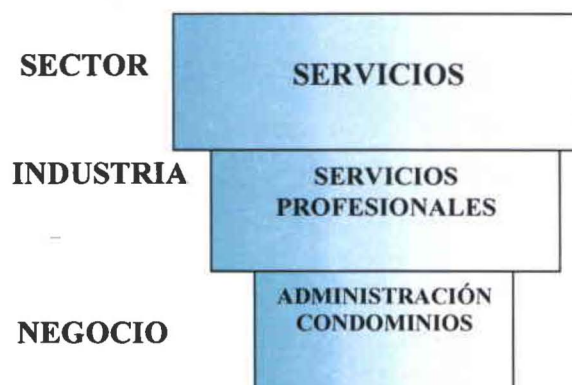 SECTOR
SERVICIOS
INDUSTRIA
SERVICIOS
PROFESIONALES
NEGOCIO
ADMINISTRACIÓN
CONDOMINIOS